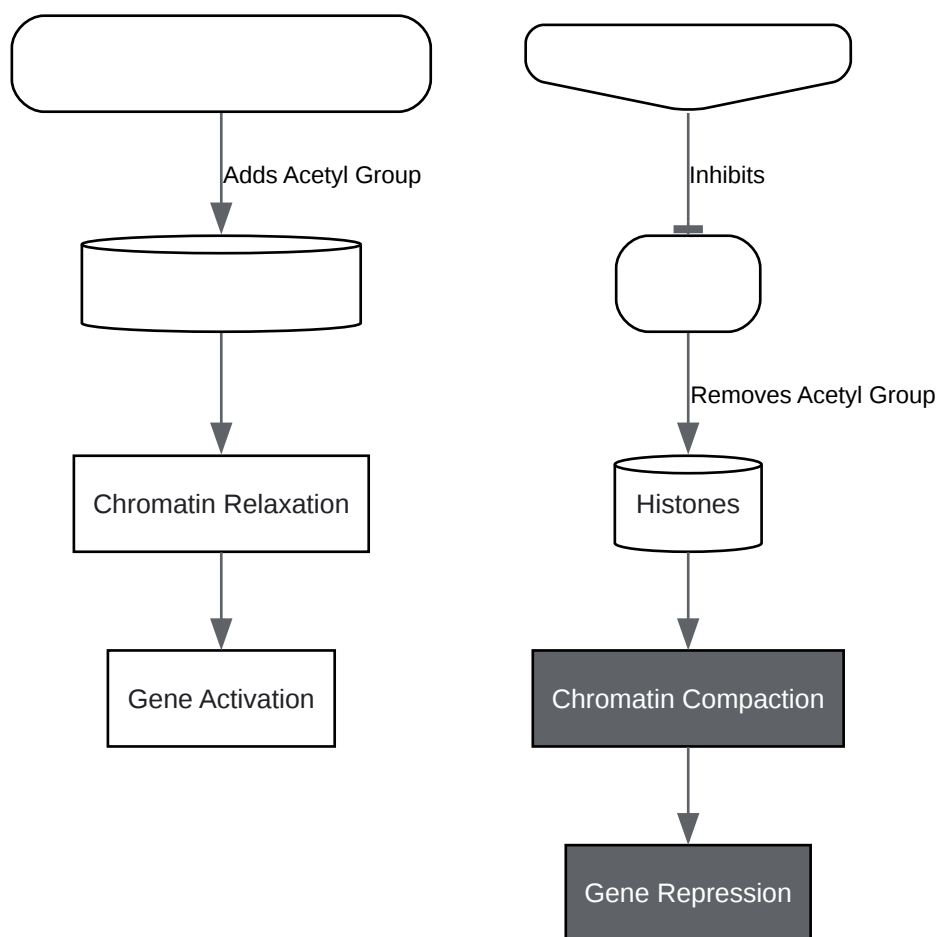 Adds Acetyl Group
Inhibits
Removes Acetyl Group
Chromatin Relaxation
Histones
Gene Activation
Chromatin Compaction
Gene Repression